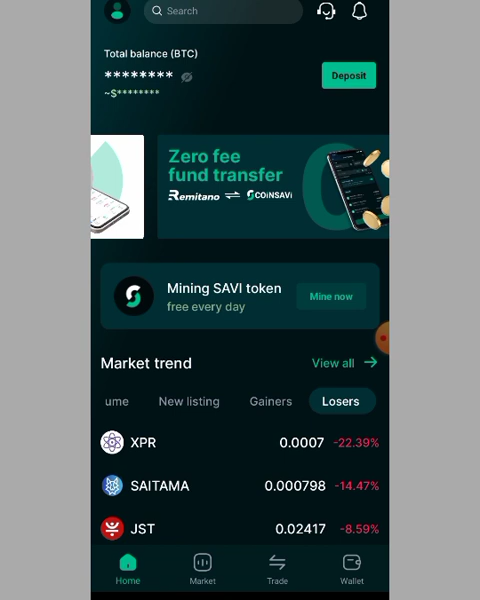 Search
Total balance (BTC)
********
~$********
Deposit
Zero fee
fund transfer
Remitano COiNSAVi
Mining SAVI token
free every day
Mine now
Market trend
View all
ume New listing Gainers Losers
XPR 0.0007 -22.39%
SAITAMA 0.000798 -14.47%
JST 0.02417 -8.59%
Home Market Trade Wallet